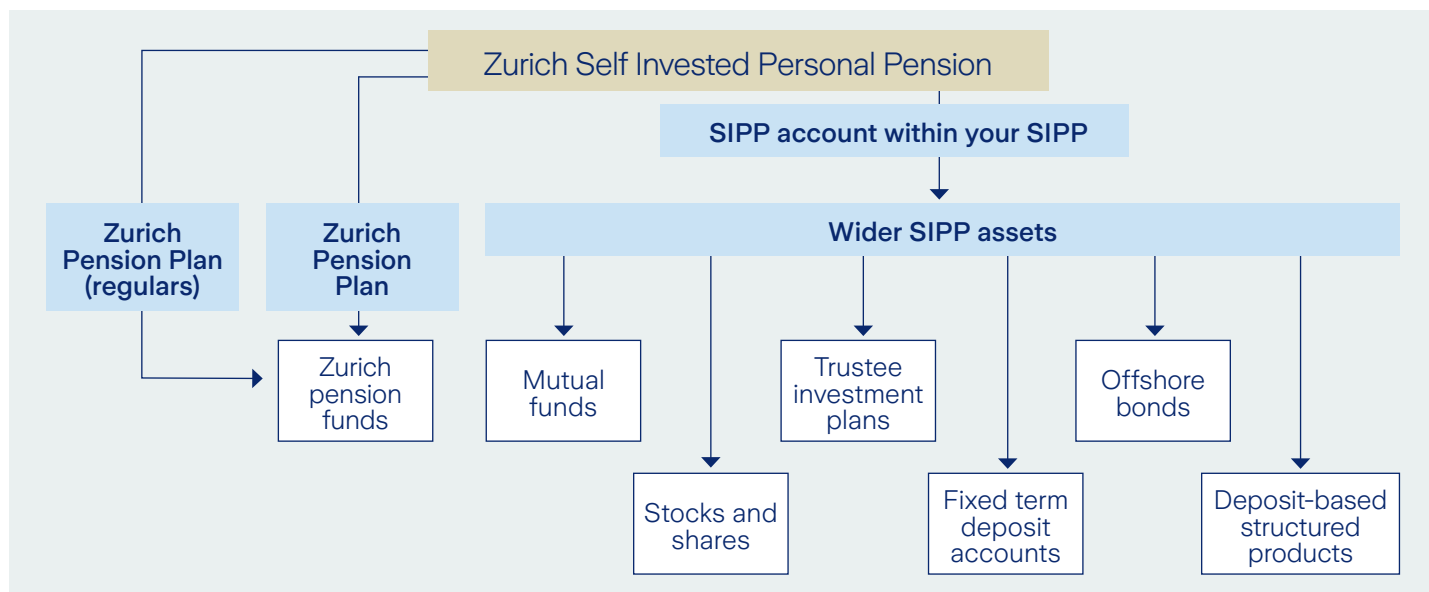 Zurich Self Invested Personal Pension
SIPP account within your SIPP
Zurich
Pension Plan
(regulars)
Zurich
Pension
Plan
Wider SIPP assets
Zurich
pension
funds
Mutual
funds
Trustee
investment
plans
Offshore
bonds
Stocks and
shares
Fixed term
deposit
accounts
Deposit-based
structured
products